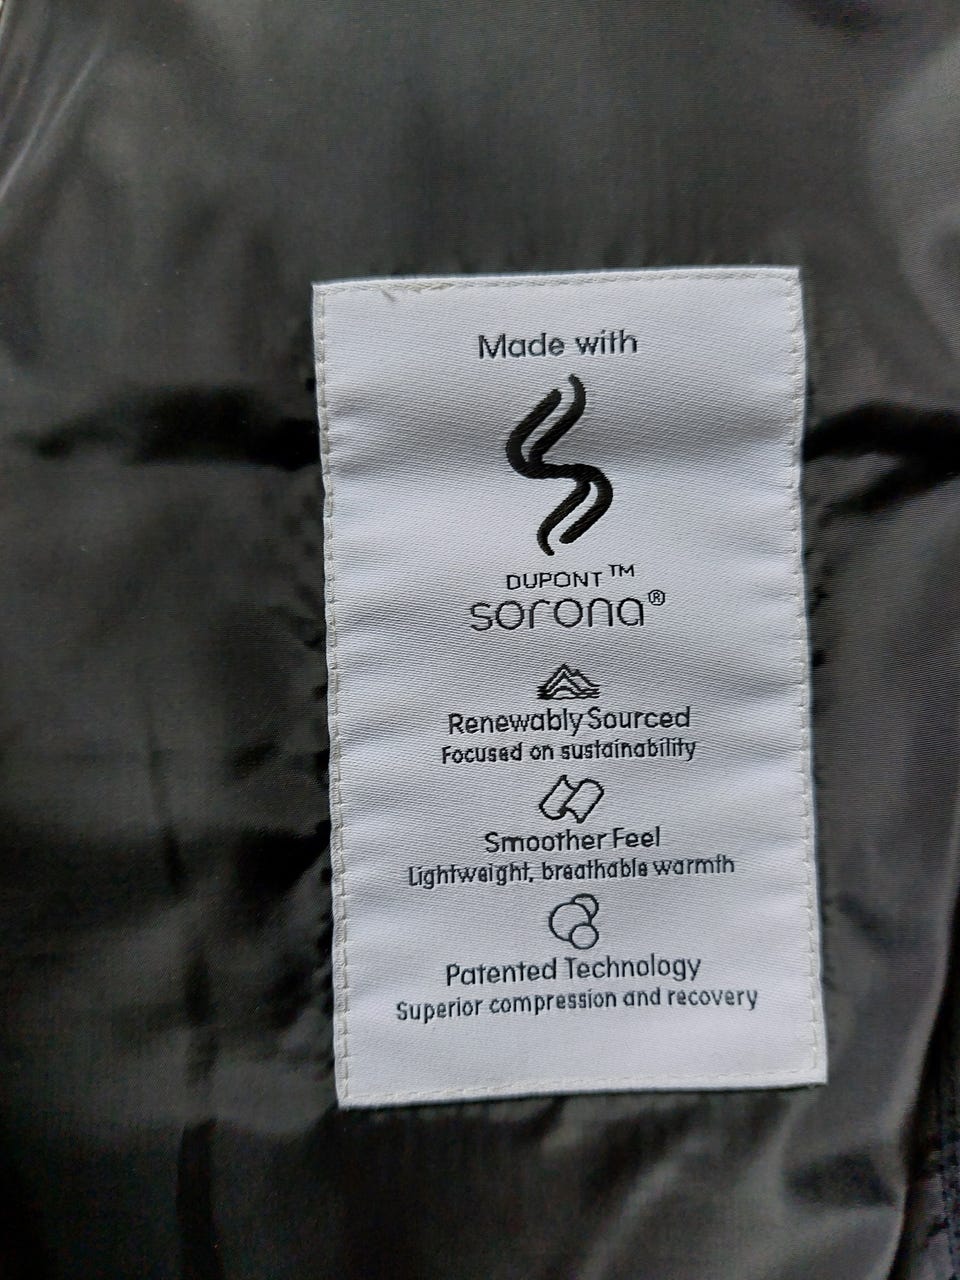 Made with
DUPONT™
sorona®
Renewably Sourced
Focused on sustainability
Smoother Feel
Lightweight, breathable warmth
Patented Technology
Superior compression and recovery